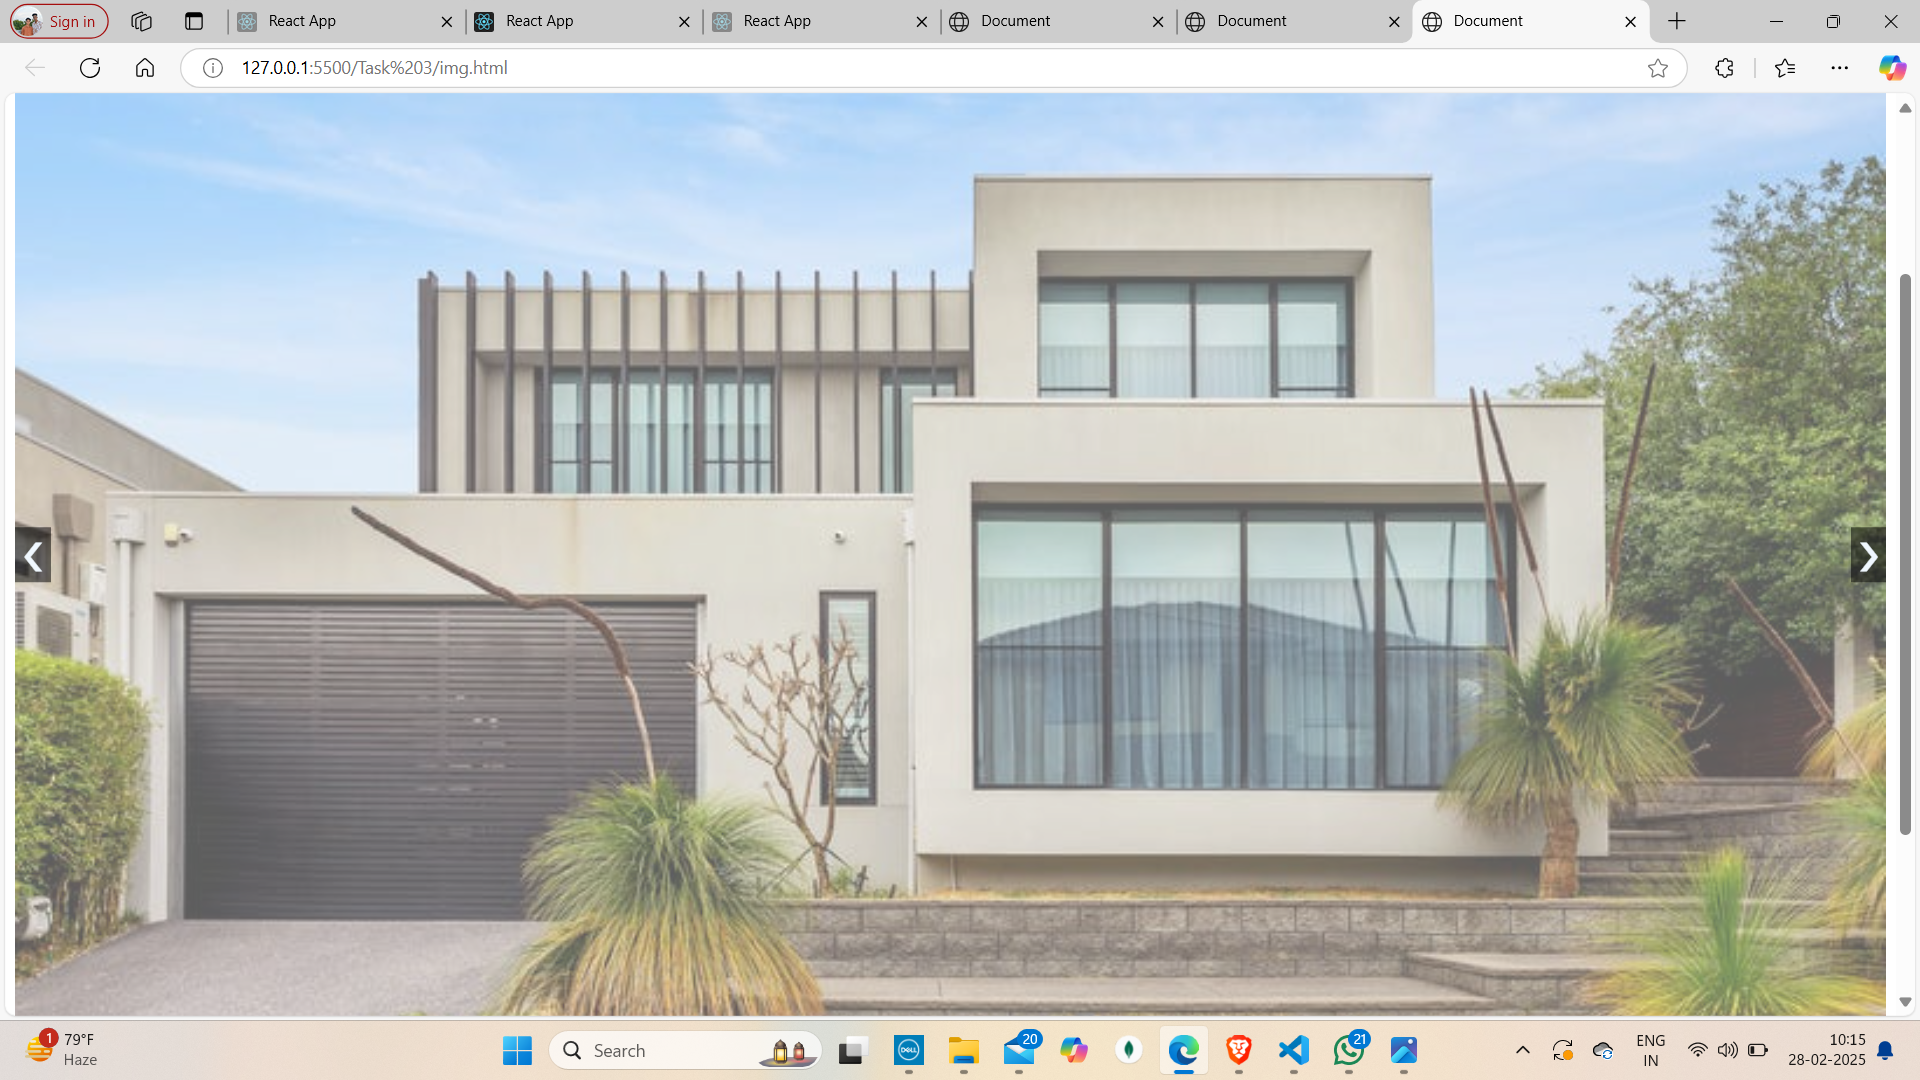 Sign in
React App
React App
React App
Document
Document
Document
127.0.0.1:5500/Task%203/img.html
❮
❯
1
79°F
Haze
Search
DELL
20
21
ENG
IN
10:15
28-02-2025